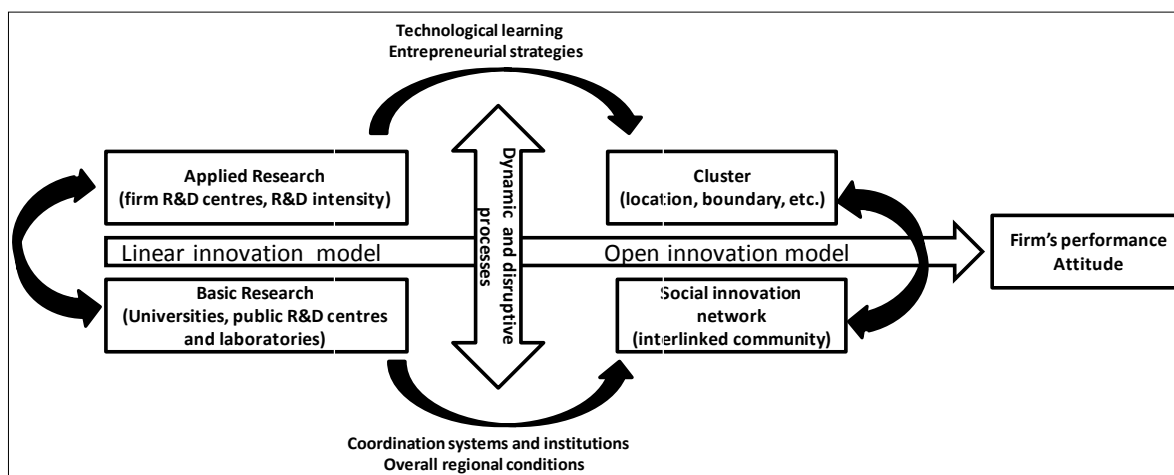 Technological learning
Entrepreneurial strategies
Applied Research
(firm R&D centres, R&D intensity)
Dynamic and disruptive
processes
Cluster
(location, boundary, etc.)
Linear innovation model
Open innovation model
Firm's performance
Attitude
Basic Research
(Universities, public R&D centres
and laboratories)
Social innovation
network
(interlinked community)
Coordination systems and institutions
Overall regional conditions